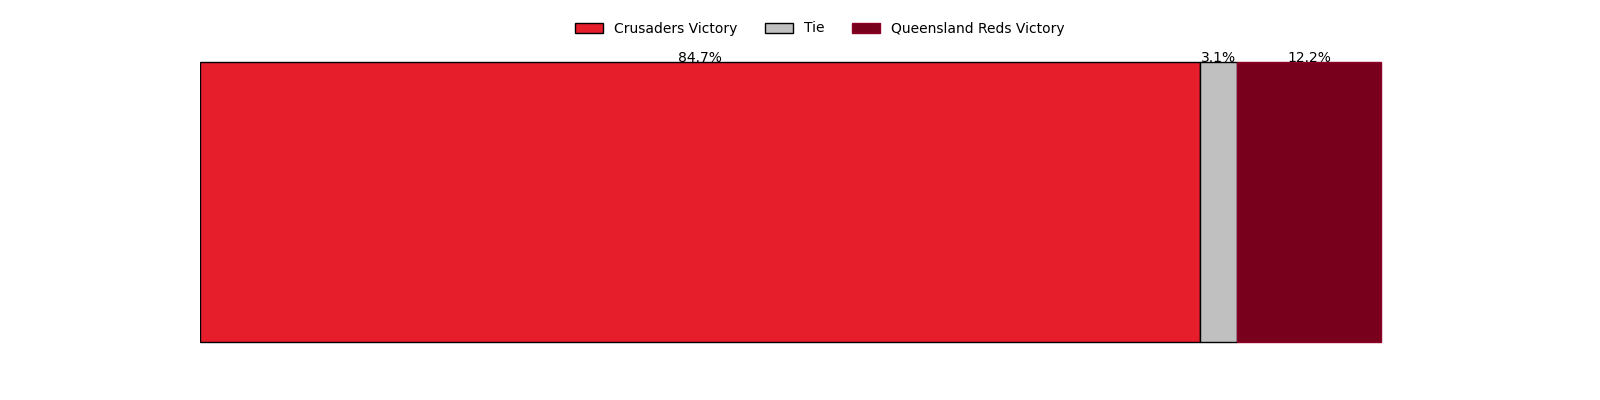 Crusaders Victory Tie Queensland Reds Victory
84.7% 3.1% 12.2%